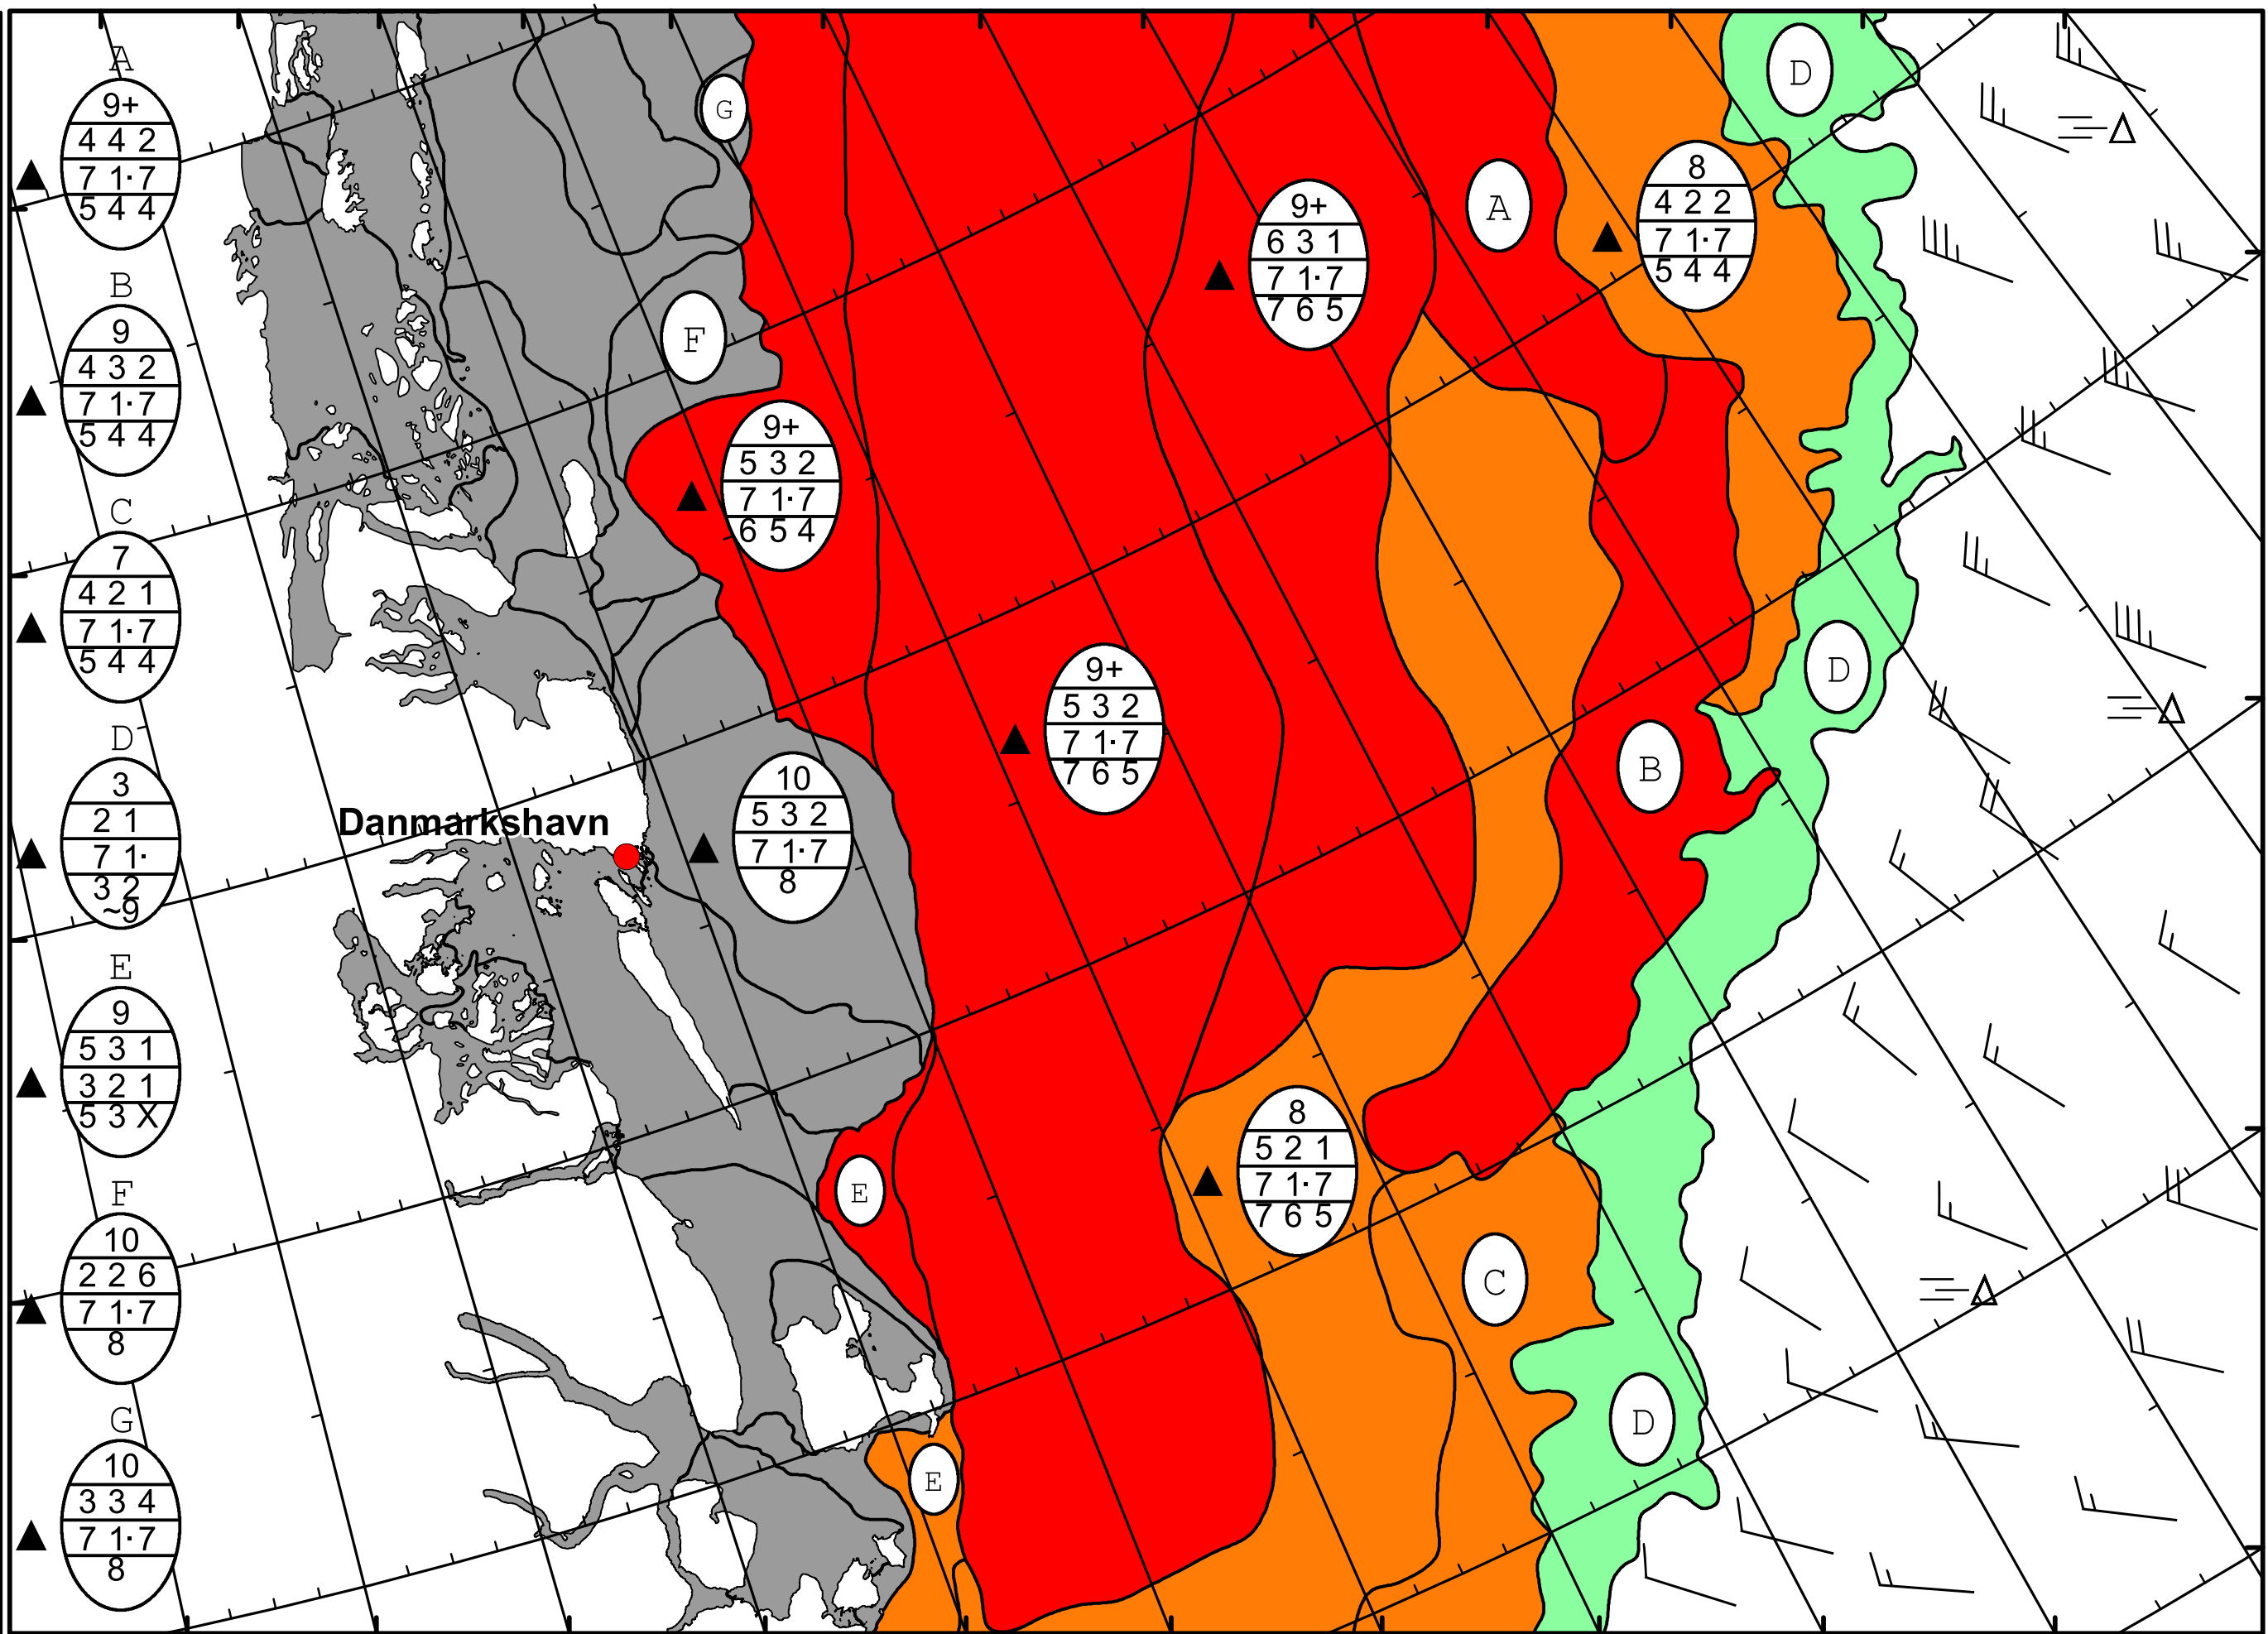 A
9+
4 4 2
7 1·7
5 4 4
B
9
4 3 2
7 1·7
5 4 4
C
7
4 2 1
7 1·7
5 4 4
D
3
2 1
7 1·
3 2
~9
E
9
5 3 1
3 2 1
5 3 X
F
10
2 2 6
7 1·7
8
G
10
3 3 4
7 1·7
8
G
F
9+
5 3 2
7 1·7
6 5 4
Danmarkshavn
10
5 3 2
7 1·7
8
E
E
9+
5 3 2
7 1·7
7 6 5
9+
6 3 1
7 1·7
7 6 5
A
8
4 2 2
7 1·7
5 4 4
D
D
B
8
5 2 1
7 1·7
7 6 5
C
D